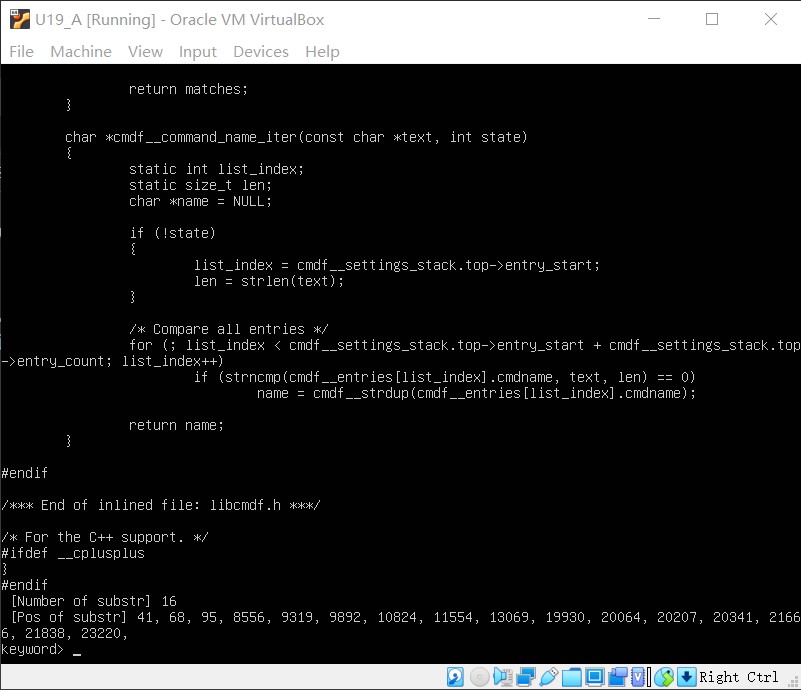 U19_A [Running] - Oracle VM VirtualBox
File Machine View Input Devices Help
return matches;
}
char *cmdf__command_name_iter(const char *text, int state)
{
static int list_index;
static size_t len;
char *name = NULL;
if (!state)
{
list_index = cmdf__settings_stack.top->entry_start;
len = strlen(text);
}
/* Compare all entries */
for (; list_index < cmdf__settings_stack.top->entry_start + cmdf__settings_stack.top
->entry_count; list_index++)
if (strncmp(cmdf__entries[list_index].cmdname, text, len) == 0)
name = cmdf__strdup(cmdf__entries[list_index].cmdname);
return name;
}
#endif
/*** End of inlined file: libcmdf.h ***/
/* For the C++ support. */
#ifdef __cplusplus
}
#endif
[Number of substr] 16
[Pos of substr] 41, 68, 95, 8556, 9319, 9892, 10824, 11554, 13069, 19930, 20064, 20207, 20341, 2166
6, 21838, 23220,
keyword> _
Right Ctrl